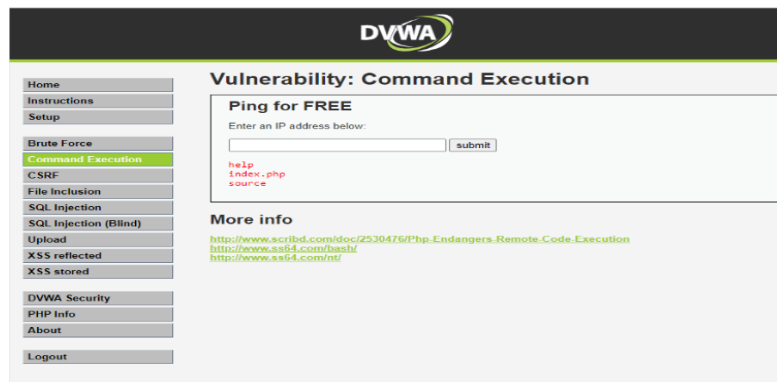 DVWA
Home
Instructions
Setup
Brute Force
Command Execution
CSRF
File Inclusion
SQL Injection
SQL Injection (Blind)
Upload
XSS reflected
XSS stored
DVWA Security
PHP Info
About
Logout
Vulnerability: Command Execution
Ping for FREE
Enter an IP address below:
submit
help
index.php
source
More info
http://www.scribd.com/doc/2530476/Php-Endangers-Remote-Code-Execution
http://www.ss64.com/bash/
http://www.ss64.com/nt/